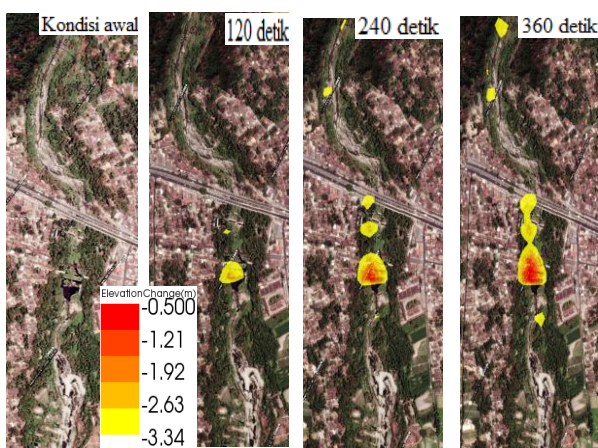 Kondisi awal
120 detik
240 detik
360 detik
ElevationChange(m)
-0.500
-1.21
-1.92
-2.63
-3.34